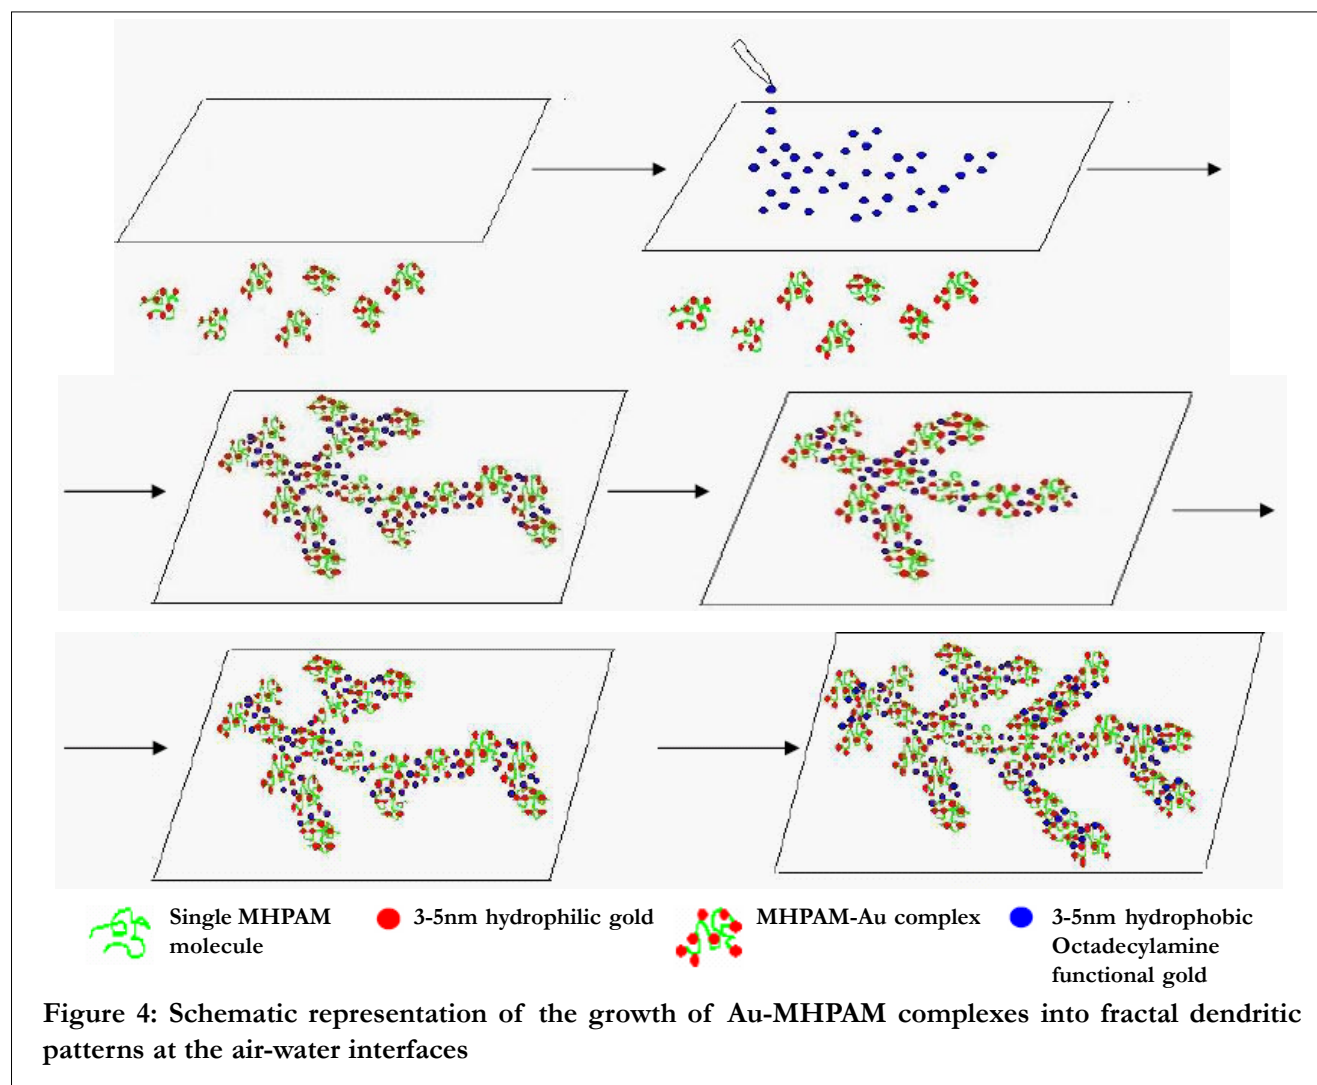 Single MHPAM
molecule
3-5nm hydrophilic gold
MHPAM-Au complex
3-5nm hydrophobic
Octadecylamine
functional gold
Figure 4: Schematic representation of the growth of Au-MHPAM complexes into fractal dendritic
patterns at the air-water interfaces